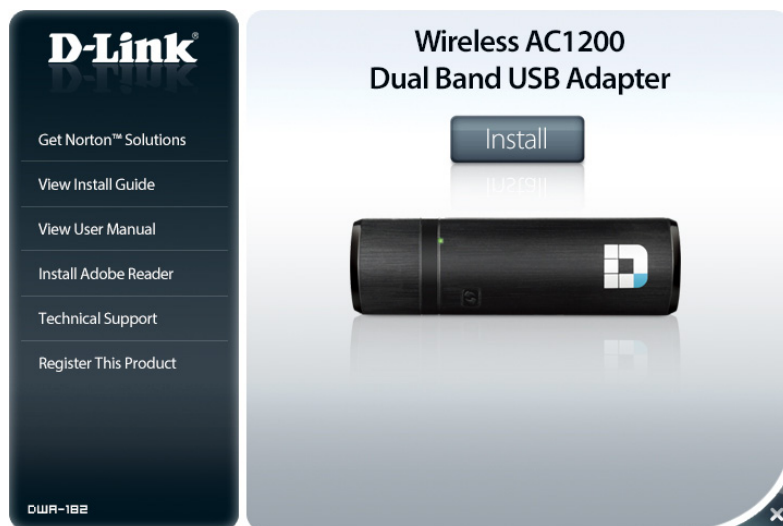 D-Link®
Get Norton™ Solutions
View Install Guide
View User Manual
Install Adobe Reader
Technical Support
Register This Product
DWA-182
Wireless AC1200
Dual Band USB Adapter
Install